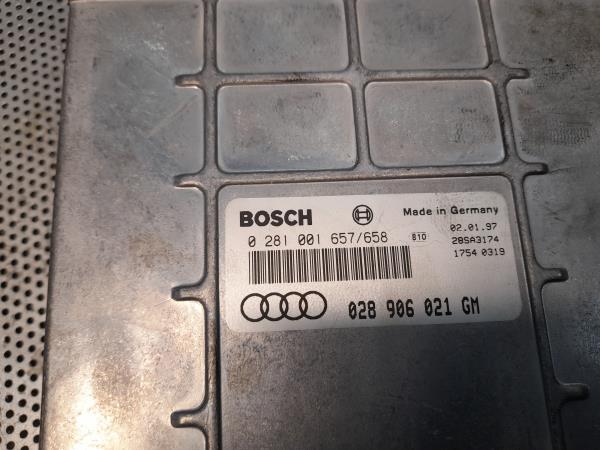 BOSCH Made in Germany
0 281 001 657/658 B10 02.01.97
28SA3174
1754 0319
028 906 021 GM